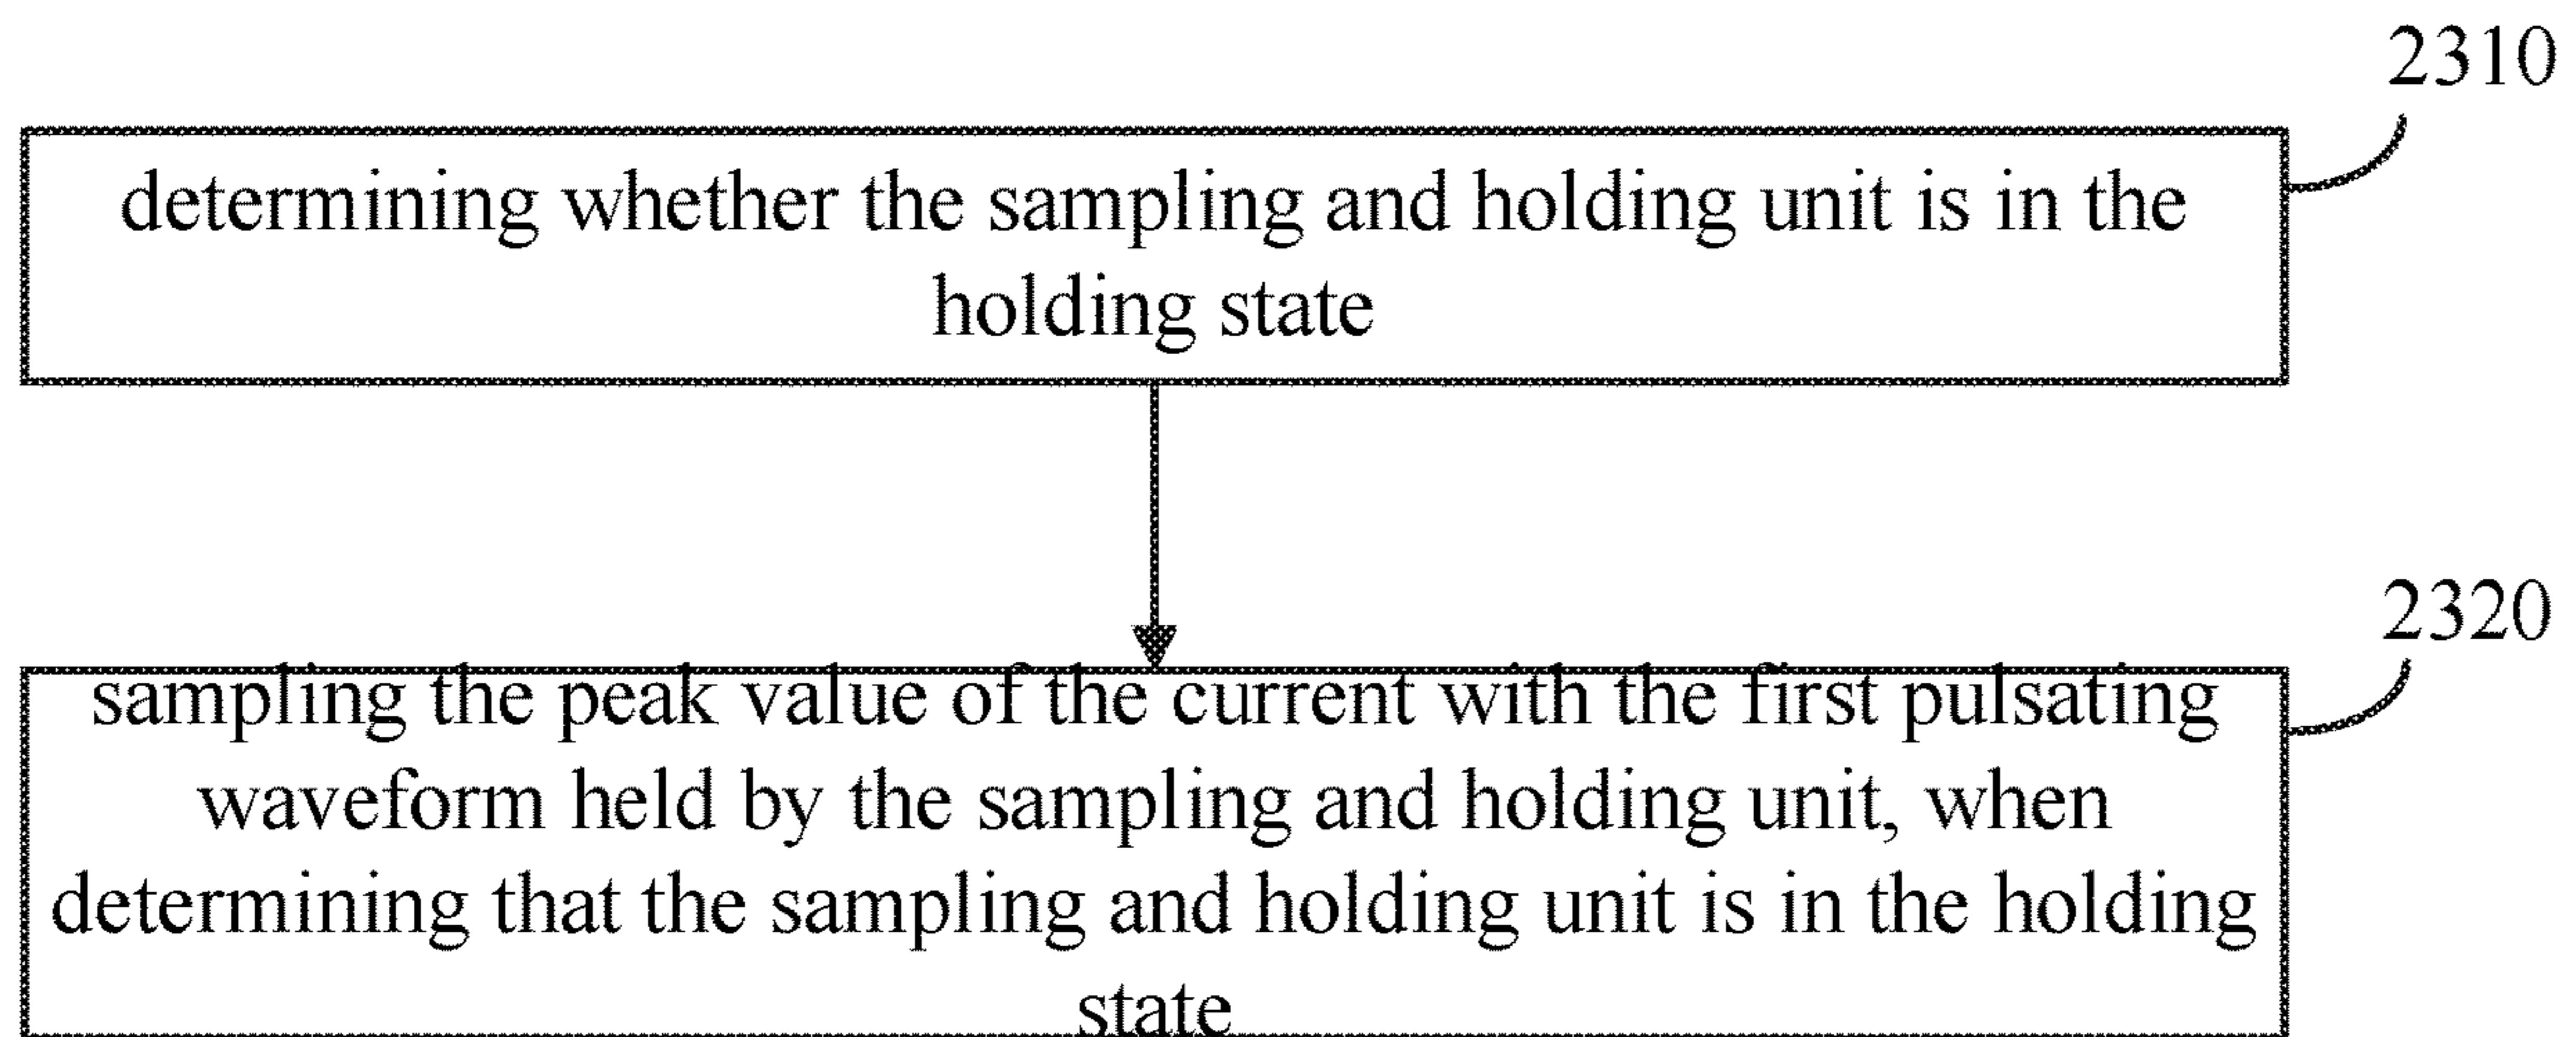 2310
determining whether the sampling and holding unit is in the
holding state
2320
sampling the peak value of the current with the first pulsating
waveform held by the sampling and holding unit, when
determining that the sampling and holding unit is in the holding
state